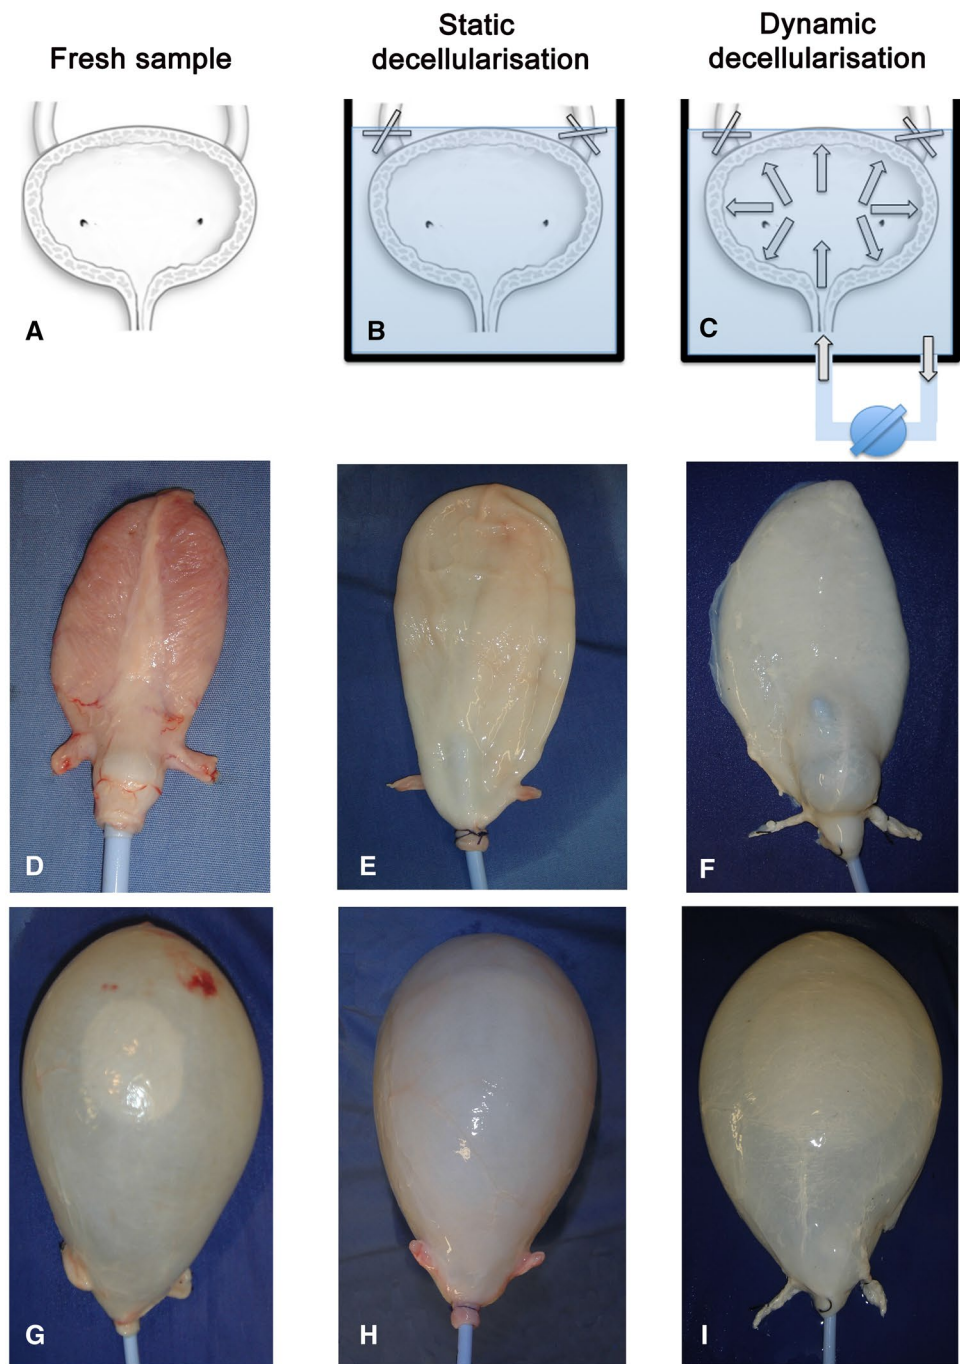 Fresh sample
Static
decellularisation
Dynamic
decellularisation
A
B
C
D
E
F
G
H
I